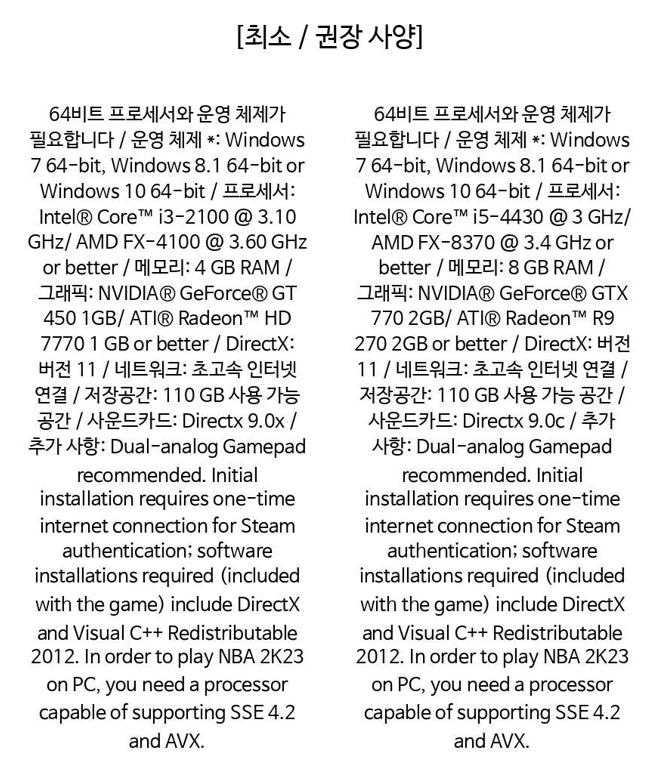 [최소 / 권장 사양]
64비트 프로세서와 운영 체제가
필요합니다 / 운영 체제 *: Windows
7 64-bit, Windows 8.1 64-bit or
Windows 10 64-bit / 프로세서:
Intel® Core™ i3-2100 @ 3.10
GHz/ AMD FX-4100 @ 3.60 GHz
or better / 메모리: 4 GB RAM /
그래픽: NVIDIA® GeForce® GT
450 1GB/ ATI® Radeon™ HD
7770 1 GB or better / DirectX:
버전 11 / 네트워크: 초고속 인터넷
연결 / 저장공간: 110 GB 사용 가능
공간 / 사운드카드: Directx 9.0x /
추가 사항: Dual-analog Gamepad
recommended. Initial
installation requires one-time
internet connection for Steam
authentication; software
installations required (included
with the game) include DirectX
and Visual C++ Redistributable
2012. In order to play NBA 2K23
on PC, you need a processor
capable of supporting SSE 4.2
and AVX.
64비트 프로세서와 운영 체제가
필요합니다 / 운영 체제 *: Windows
7 64-bit, Windows 8.1 64-bit or
Windows 10 64-bit / 프로세서:
Intel® Core™ i5-4430 @ 3 GHz/
AMD FX-8370 @ 3.4 GHz or
better / 메모리: 8 GB RAM /
그래픽: NVIDIA® GeForce® GTX
770 2GB/ ATI® Radeon™ R9
270 2GB or better / DirectX: 버전
11 / 네트워크: 초고속 인터넷 연결 /
저장공간: 110 GB 사용 가능 공간 /
사운드카드: Directx 9.0c / 추가
사항: Dual-analog Gamepad
recommended. Initial
installation requires one-time
internet connection for Steam
authentication; software
installations required (included
with the game) include DirectX
and Visual C++ Redistributable
2012. In order to play NBA 2K23
on PC, you need a processor
capable of supporting SSE 4.2
and AVX.